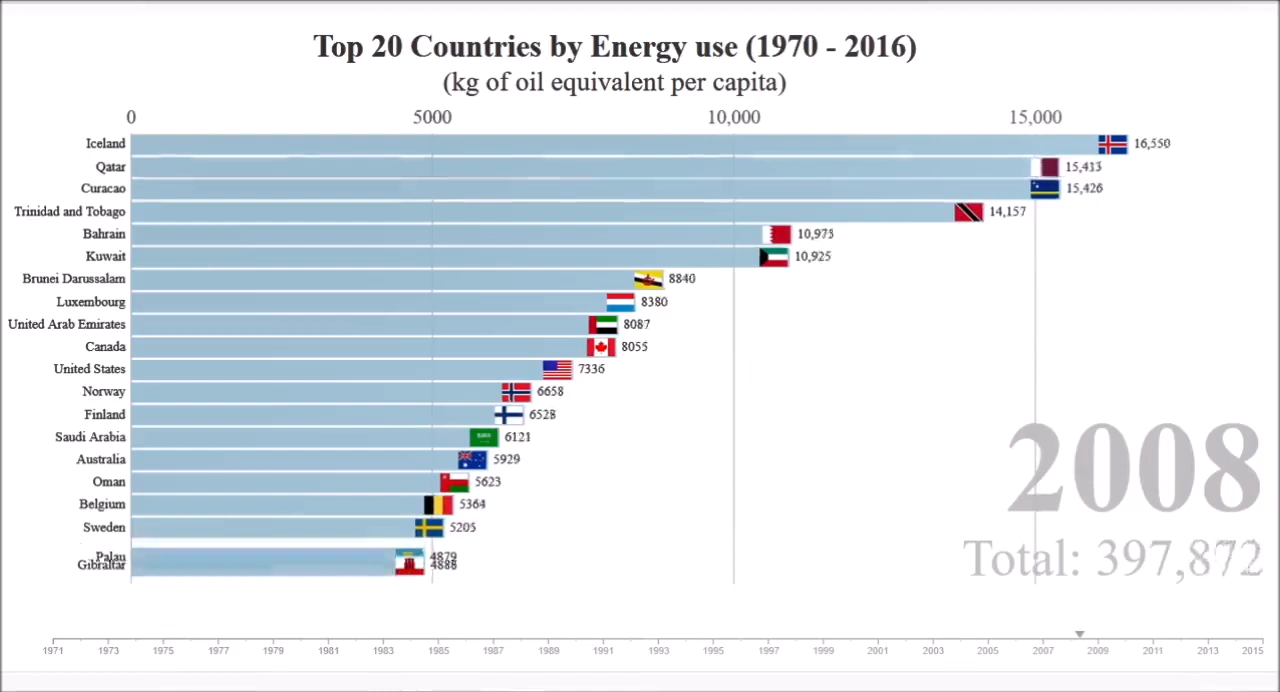 Top 20 Countries by Energy use (1970 - 2016)
(kg of oil equivalent per capita)
0 5000 10,000 15,000
Iceland 16,550
Qatar 15,413
Curacao 15,426
Trinidad and Tobago 14,157
Bahrain 10,973
Kuwait 10,925
Brunei Darussalam 8840
Luxembourg 8380
United Arab Emirates 8087
Canada 8055
United States 7336
Norway 6658
Finland 6528
Saudi Arabia 6121
Australia 5929
Oman 5623
Belgium 5364
Sweden 5205
Palau 4879
Gibraltar 4888
2008
Total: 397,872
1971 1973 1975 1977 1979 1981 1983 1985 1987 1989 1991 1993 1995 1997 1999 2001 2003 2005 2007 2009 2011 2013 2015